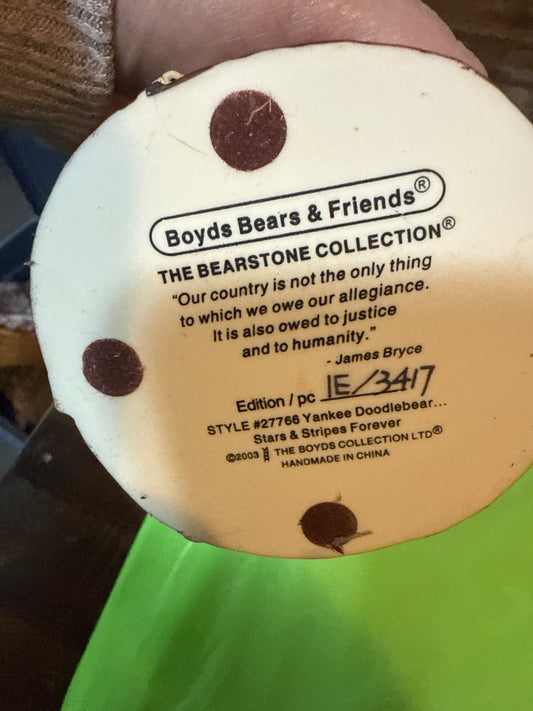 Boyds Bears & Friends®
THE BEARSTONE COLLECTION®
"Our country is not the only thing
to which we owe our allegiance.
It is also owed to justice
and to humanity."
- James Bryce
Edition / pc 1E/3417
STYLE #27766 Yankee Doodlebear...
Stars & Stripes Forever
©2003 THE BOYDS COLLECTION LTD®
HANDMADE IN CHINA